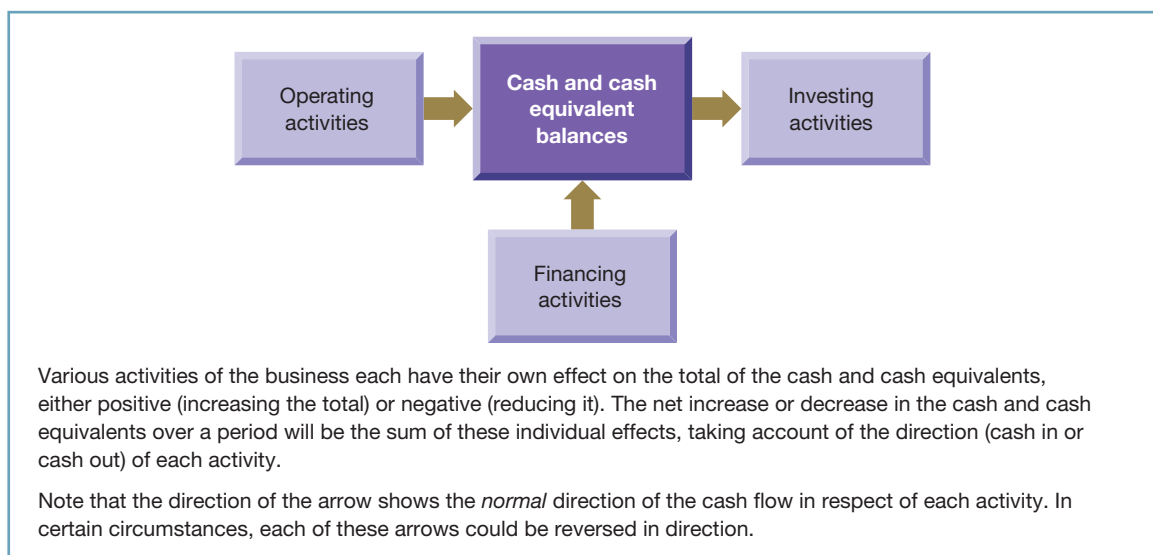 Operating
activities
Cash and cash
equivalent
balances
Investing
activities
Financing
activities
Various activities of the business each have their own effect on the total of the cash and cash equivalents,
either positive (increasing the total) or negative (reducing it). The net increase or decrease in the cash and cash
equivalents over a period will be the sum of these individual effects, taking account of the direction (cash in or
cash out) of each activity.
Note that the direction of the arrow shows the normal direction of the cash flow in respect of each activity. In
certain circumstances, each of these arrows could be reversed in direction.